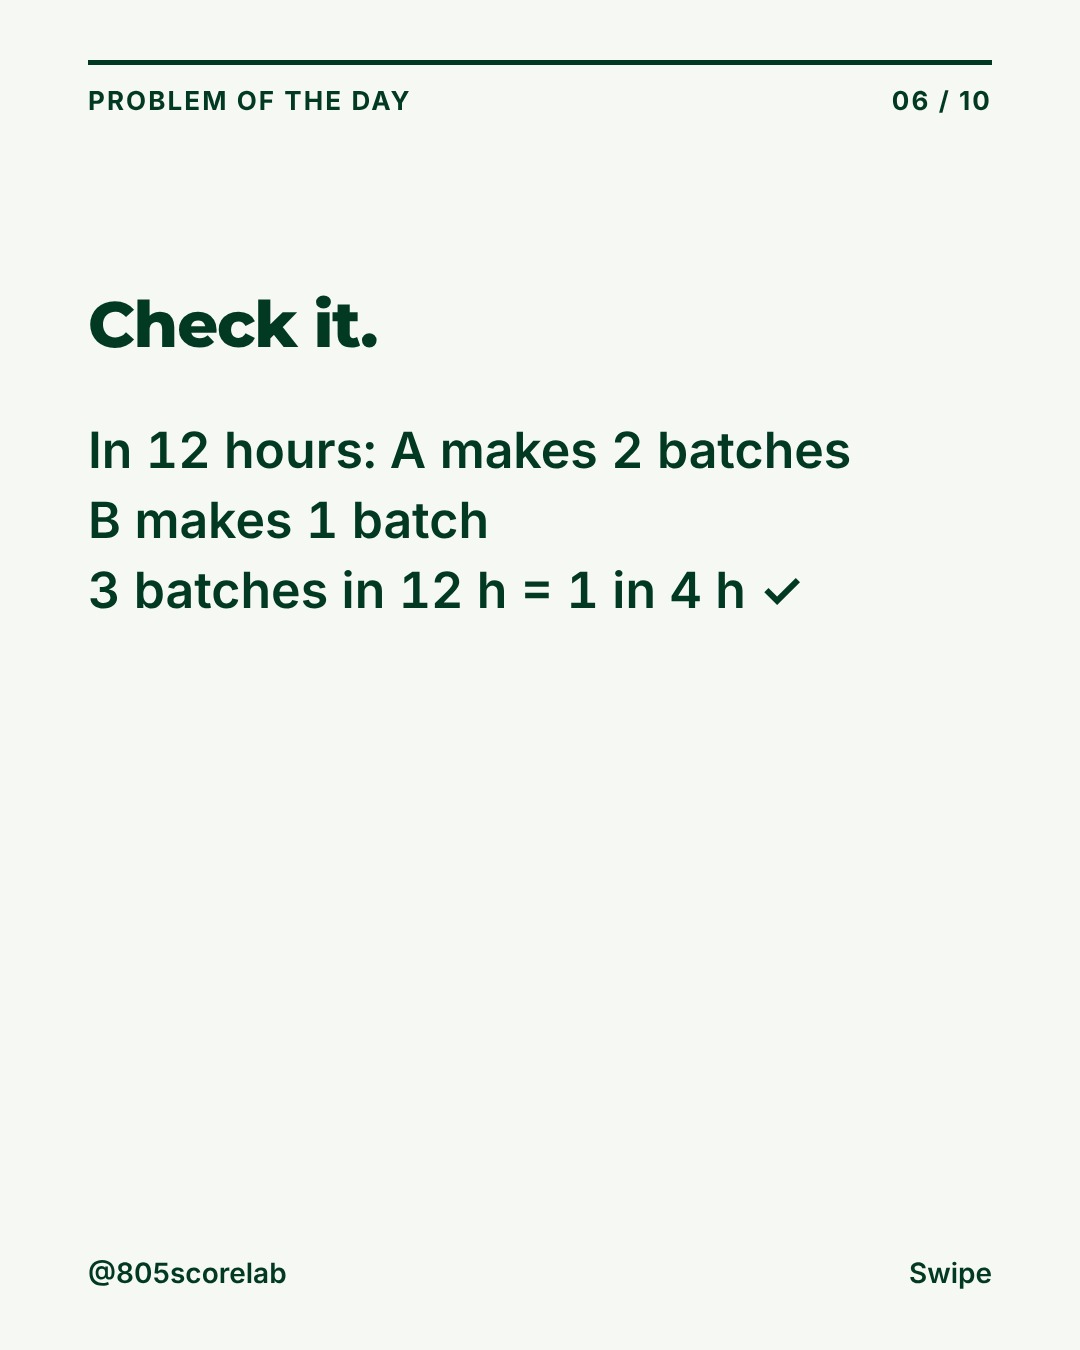 PROBLEM OF THE DAY
06 / 10
Check it.
In 12 hours: A makes 2 batches
B makes 1 batch
3 batches in 12 h = 1 in 4 h ✓
@805scorelab
Swipe